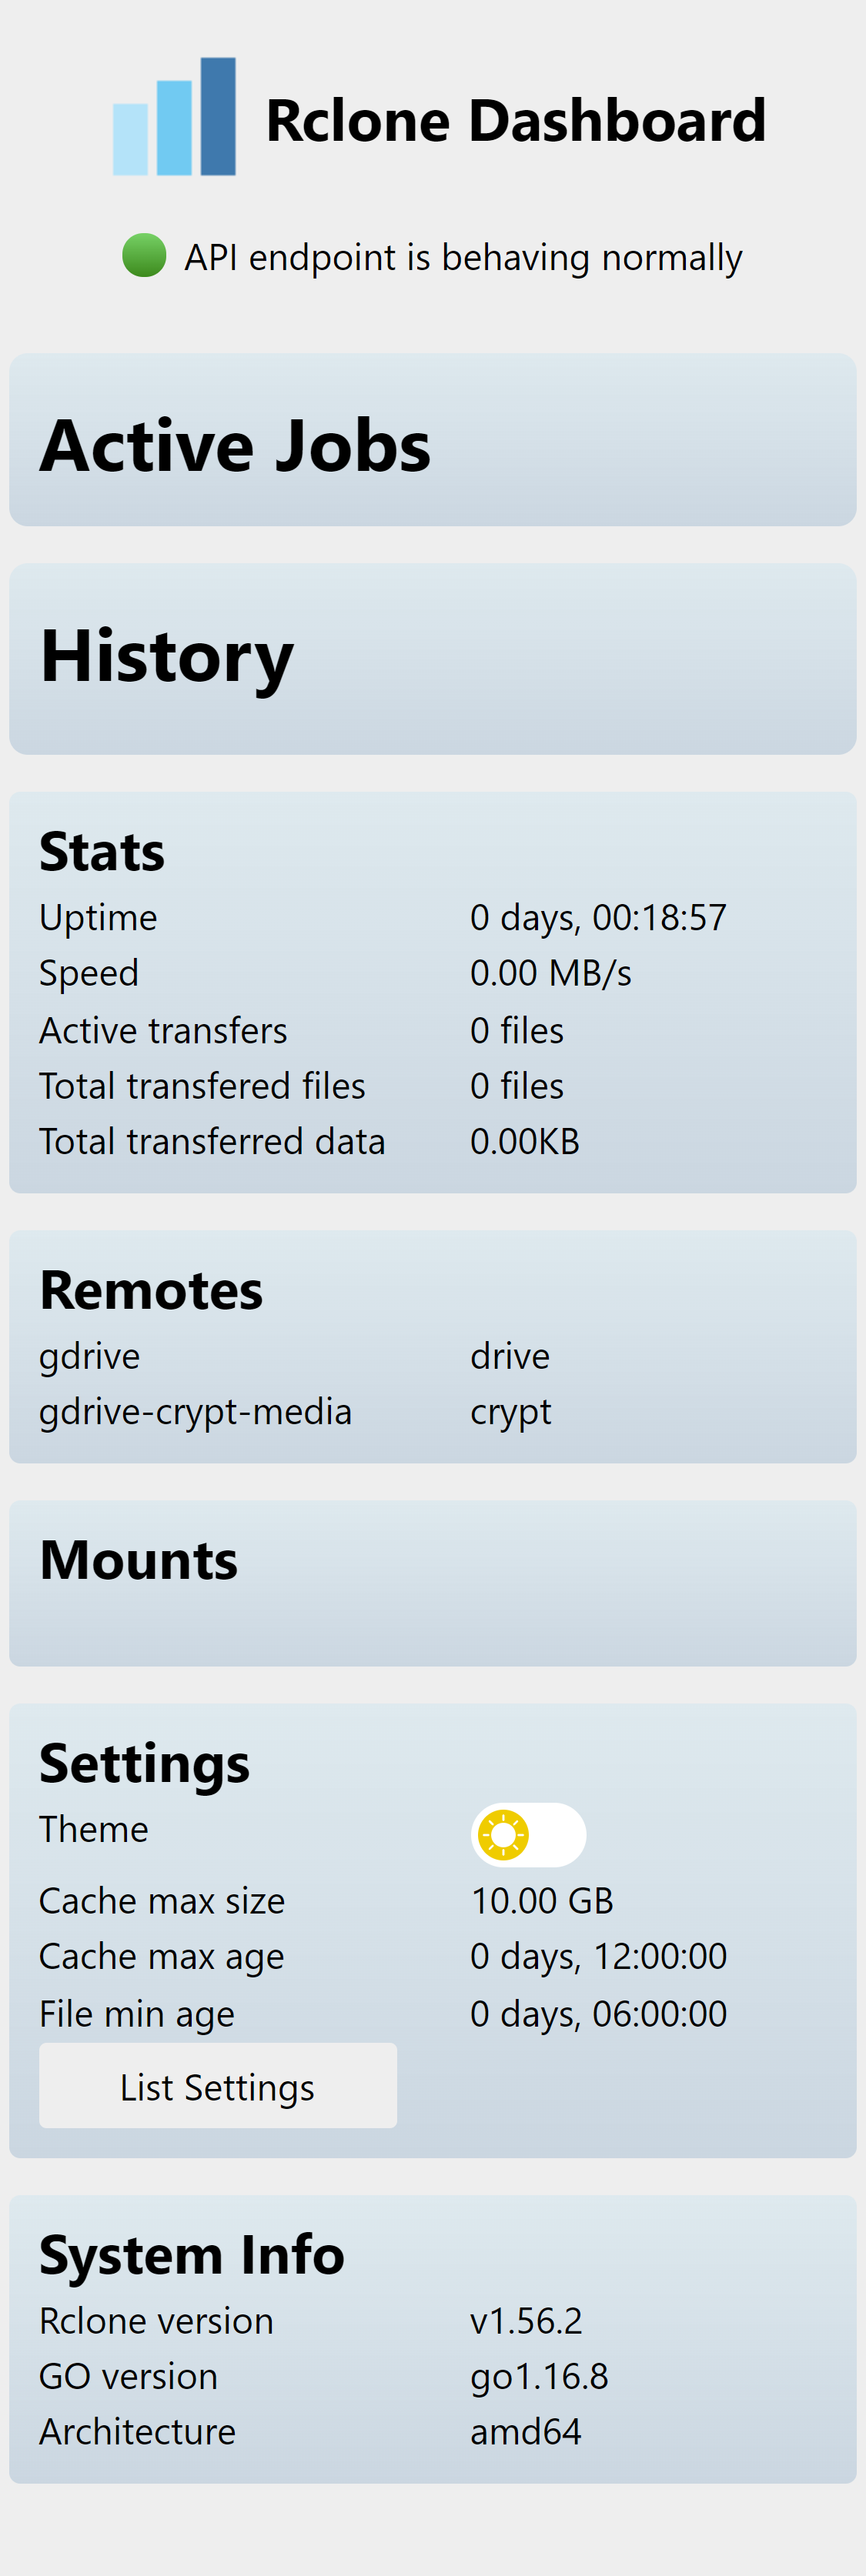 Rclone Dashboard
API endpoint is behaving normally
Active Jobs
History
Stats
Uptime 0 days, 00:18:57
Speed 0.00 MB/s
Active transfers 0 files
Total transfered files 0 files
Total transferred data 0.00KB
Remotes
gdrive drive
gdrive-crypt-media crypt
Mounts
Settings
Theme
Cache max size 10.00 GB
Cache max age 0 days, 12:00:00
File min age 0 days, 06:00:00
List Settings
System Info
Rclone version v1.56.2
GO version go1.16.8
Architecture amd64